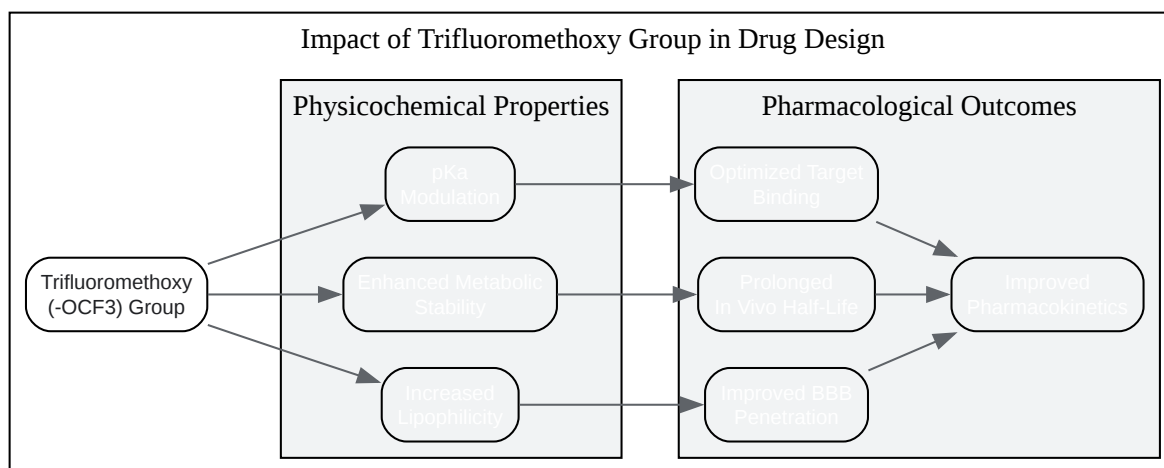 Impact of Trifluoromethoxy Group in Drug Design
Physicochemical Properties
Pharmacological Outcomes
pKa
Modulation
Optimized Target
Binding
Trifluoromethoxy
(-OCF3) Group
Enhanced Metabolic
Stability
Prolonged
In Vivo Half-Life
Improved
Pharmacokinetics
Increased
Lipophilicity
Improved BBB
Penetration